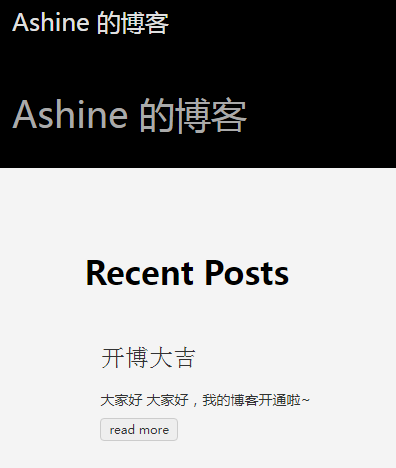 Ashine 的博客
Ashine 的博客
Recent Posts
开博大吉
大家好 大家好，我的博客开通啦~
read more